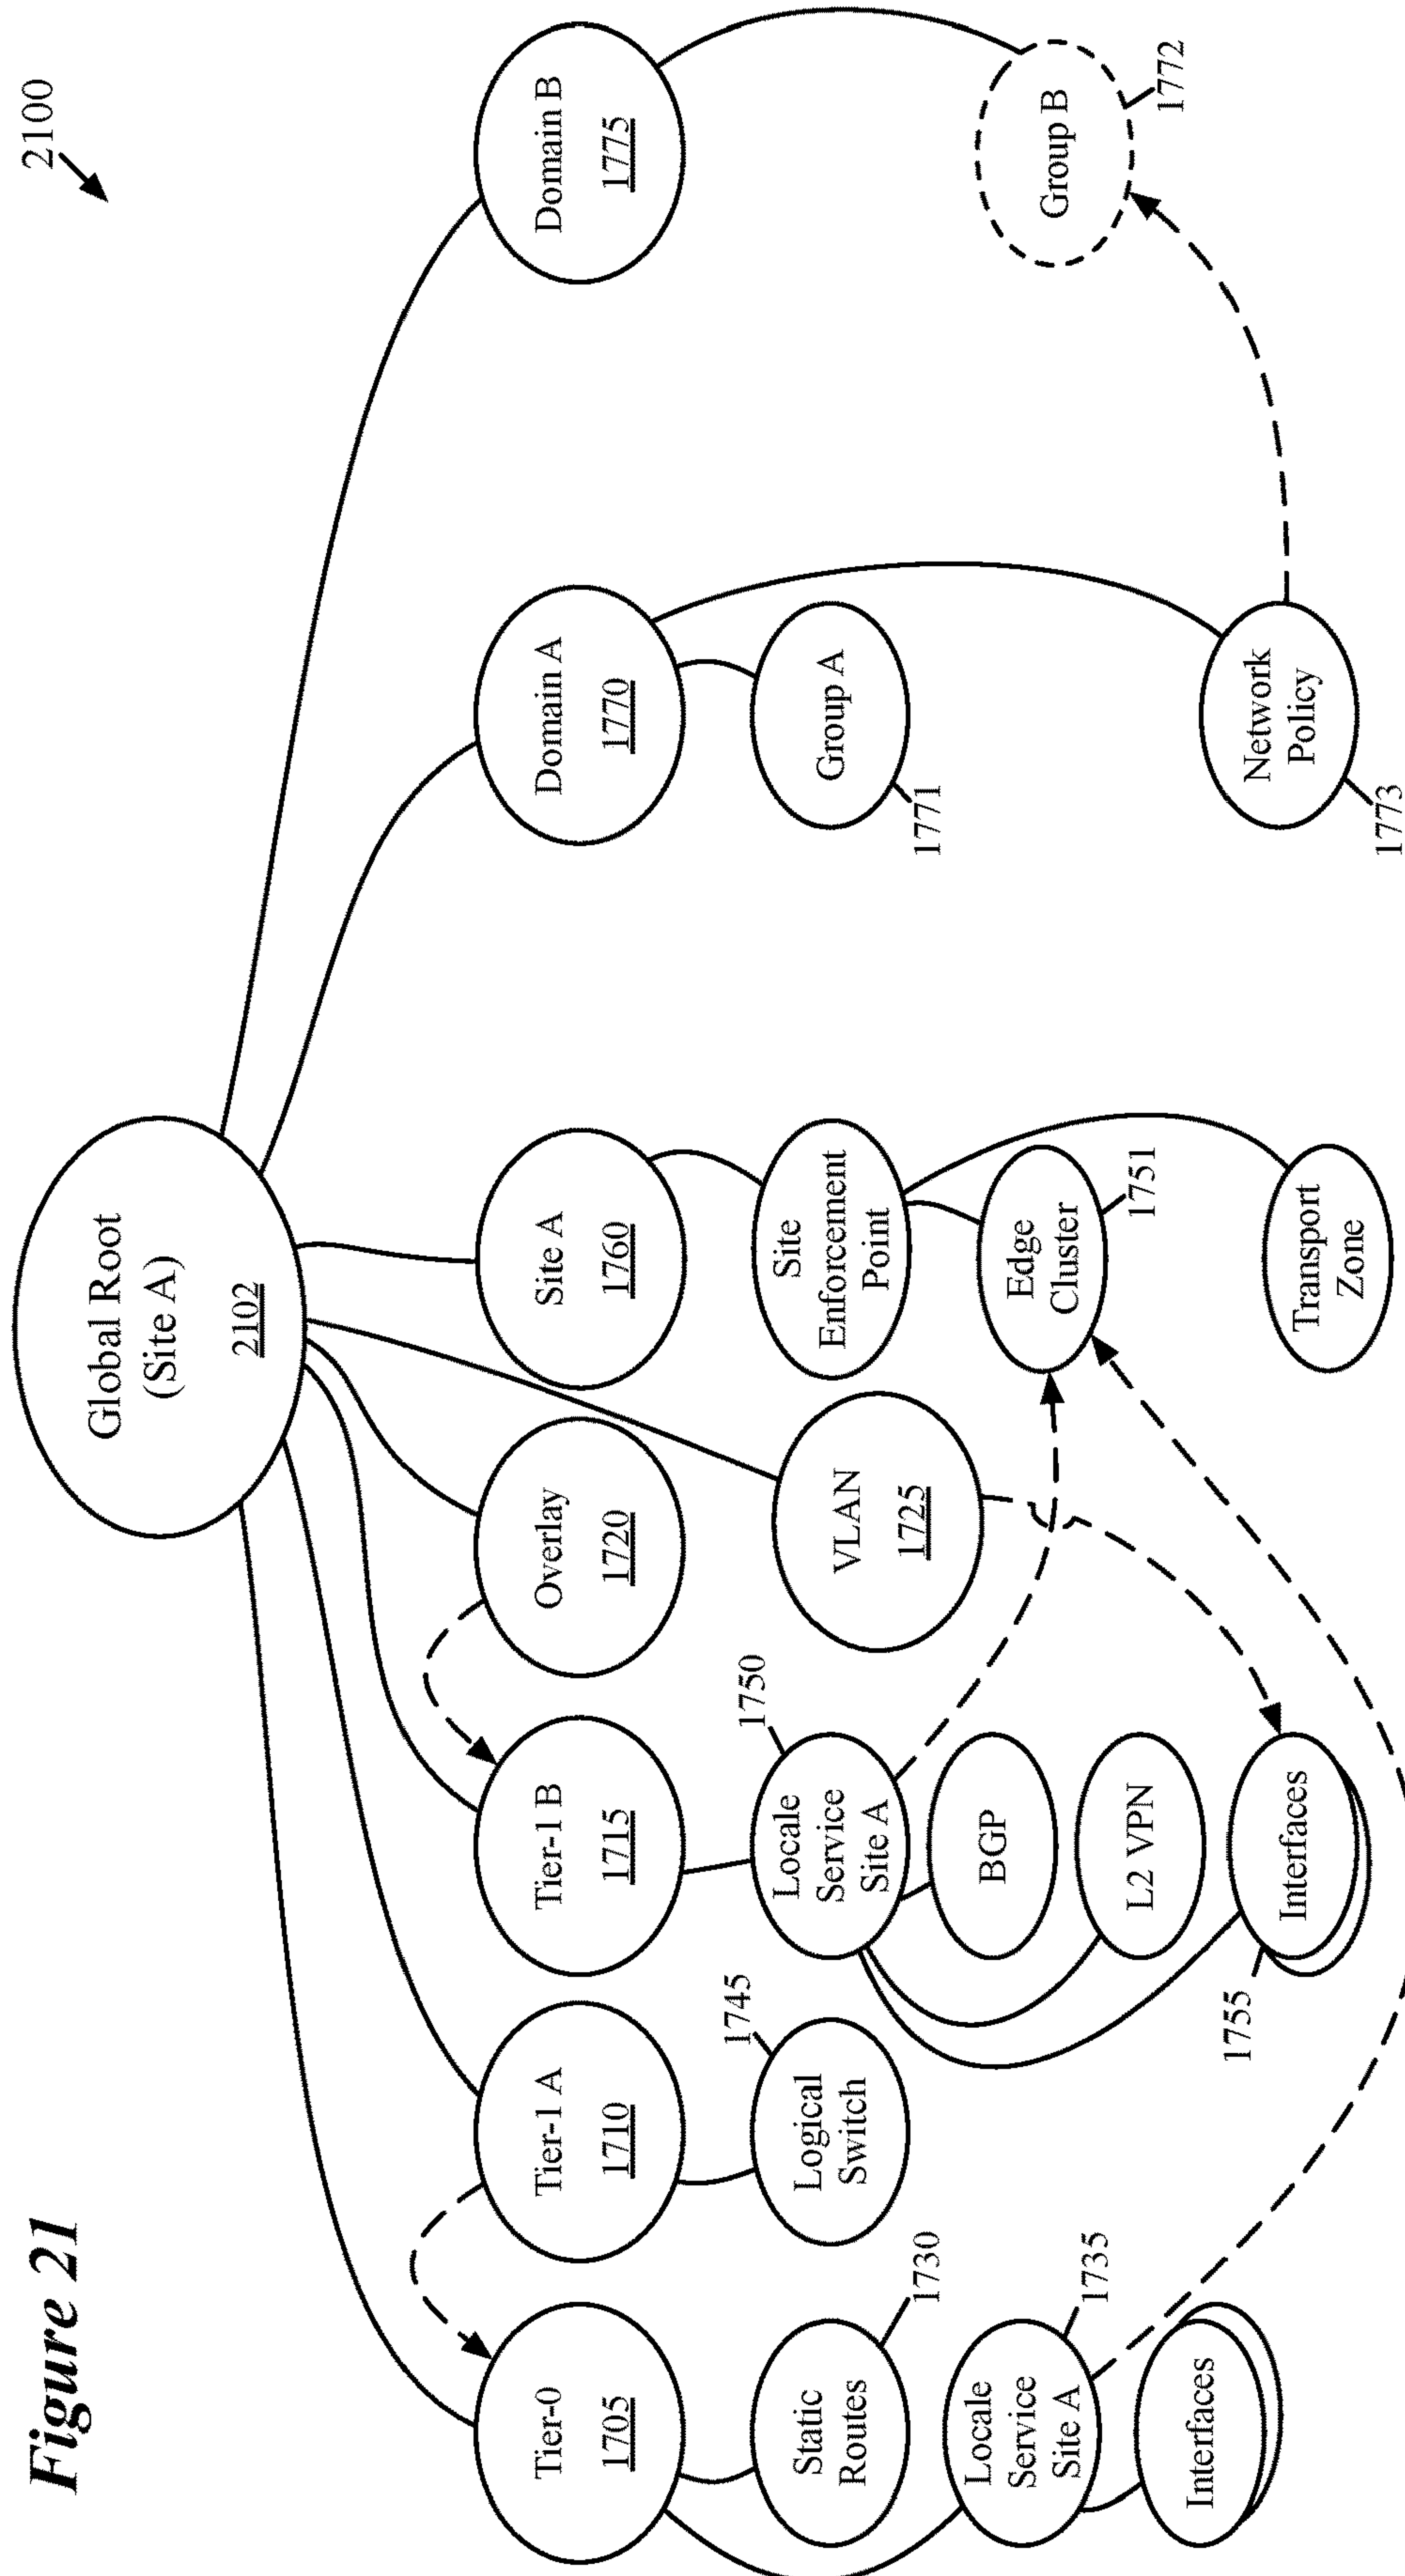 Figure 21
2100
Global Root
(Site A)
2102
Tier-0
1705
Tier-1 A
1710
Tier-1 B
1715
Overlay
1720
Site A
1760
Domain A
1770
Domain B
1775
Static
Routes
1730
Logical
Switch
1745
Locale
Service
Site A
1750
VLAN
1725
Site
Enforcement
Point
Group A
1771
Locale
Service
Site A
1735
BGP
Edge
Cluster
1751
Group B
1772
L2 VPN
Interfaces
Interfaces
1755
Transport
Zone
Network
Policy
1773